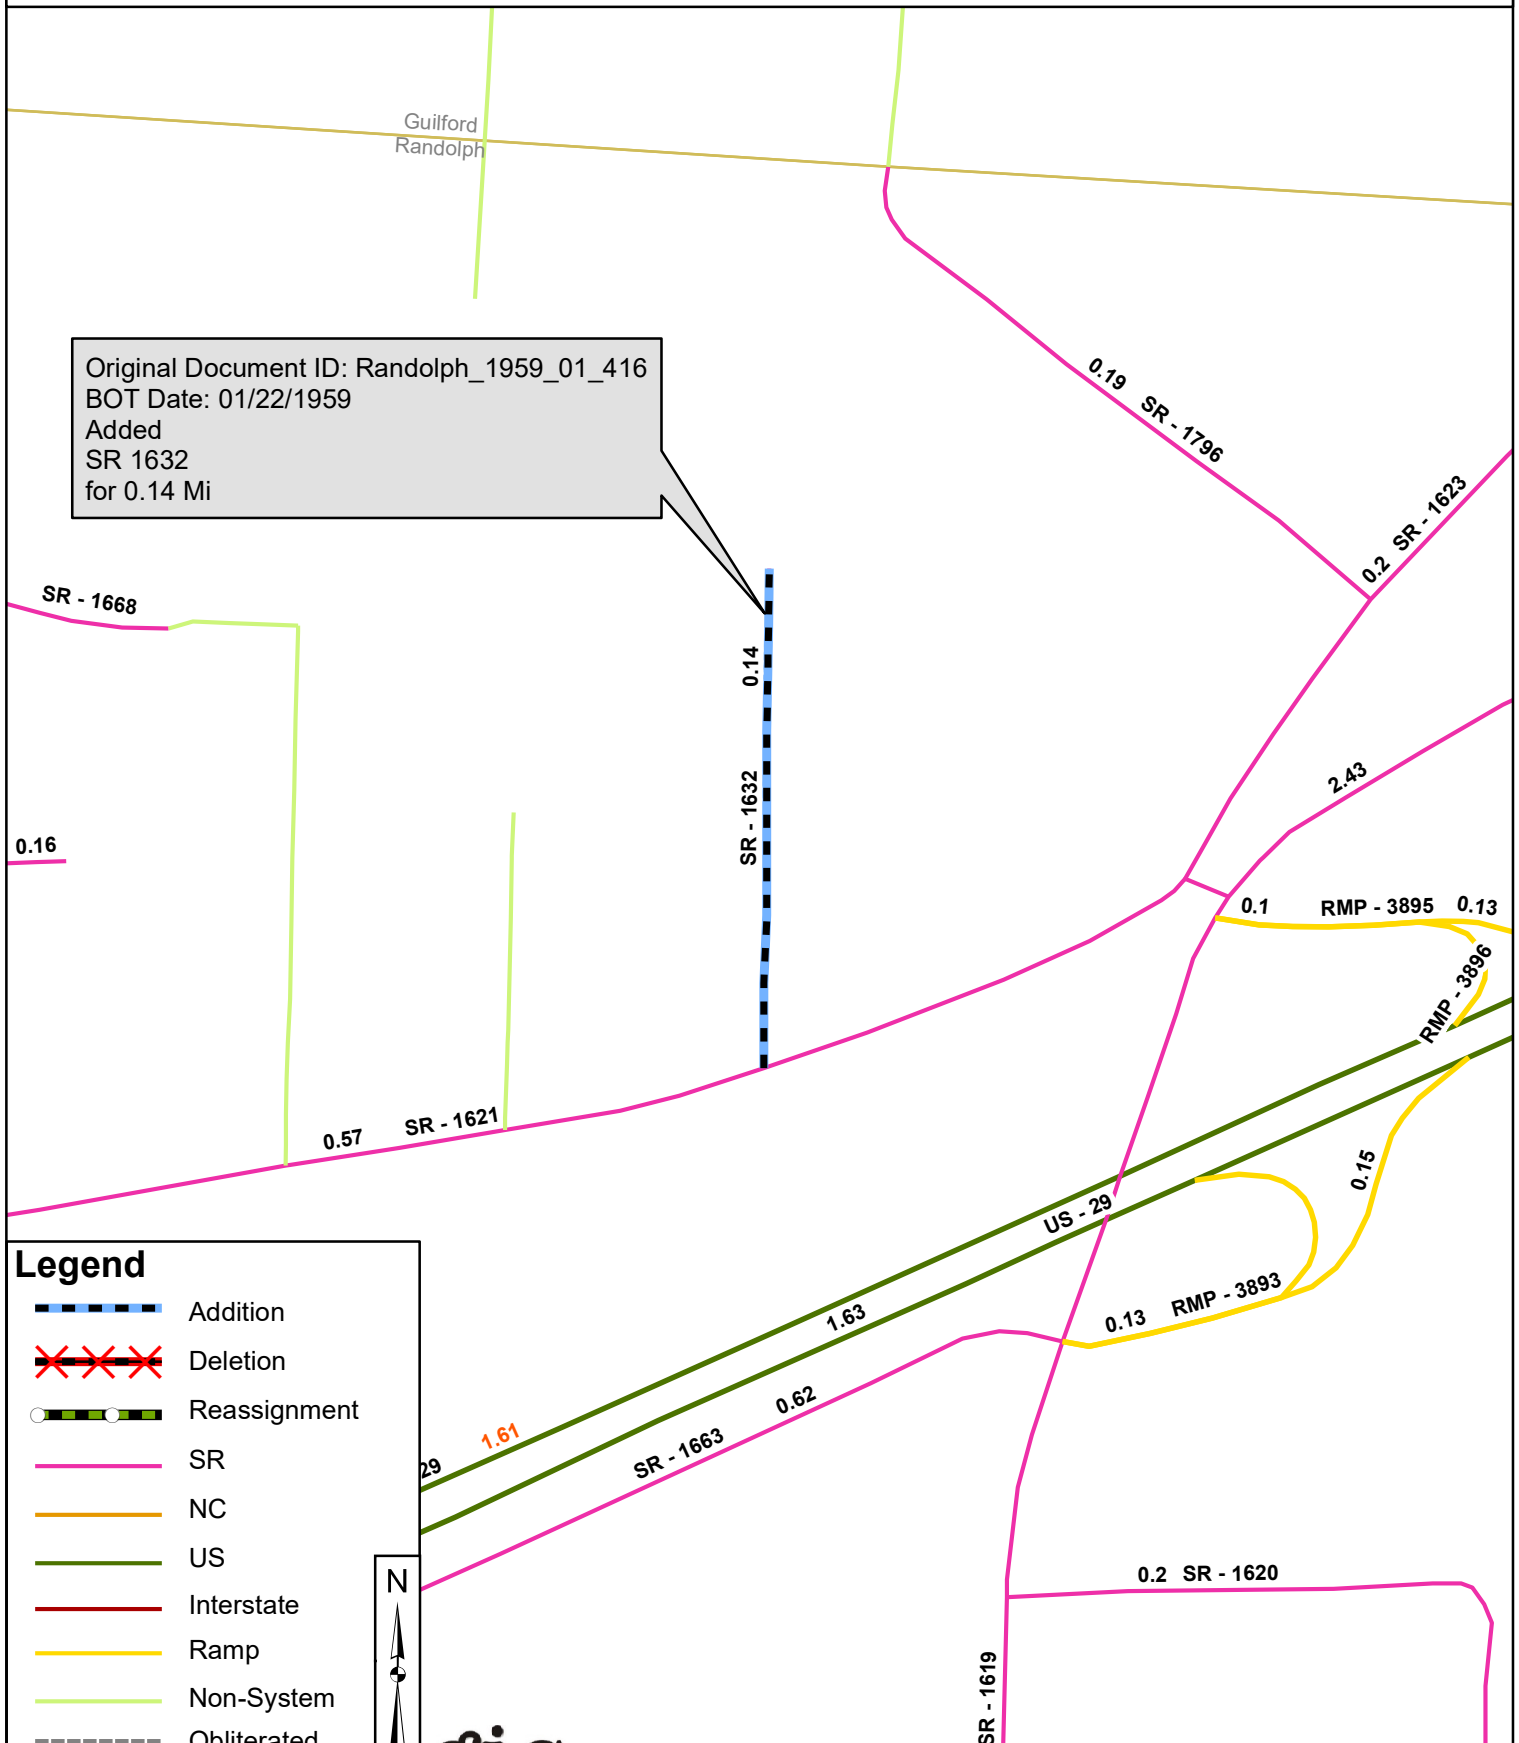 Guilford
Randolph
Original Document ID: Randolph_1959_01_416
BOT Date: 01/22/1959
Added
SR 1632
for 0.14 Mi
0.19 SR - 1796
0.2 SR - 1623
SR - 1668
0.14
SR - 1632
2.43
0.16
0.1 RMP - 3895 0.13
RMP - 3896
0.57 SR - 1621
0.15
US - 29
0.13 RMP - 3893
1.63
0.62
SR - 1663
1.61
29
0.2 SR - 1620
SR - 1619
Legend
Addition
Deletion
Reassignment
SR
NC
US
Interstate
Ramp
Non-System
Obliterated
N